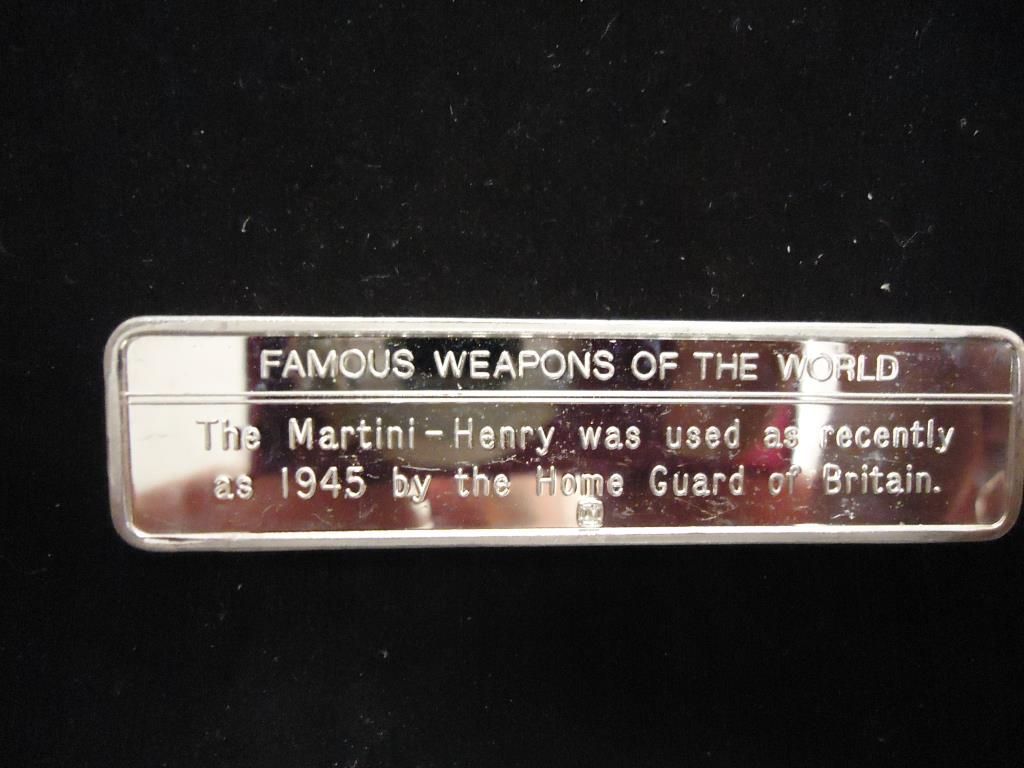 FAMOUS WEAPONS OF THE WORLD
The Martini-Henry was used as recently
as 1945 by the Home Guard of Britain.